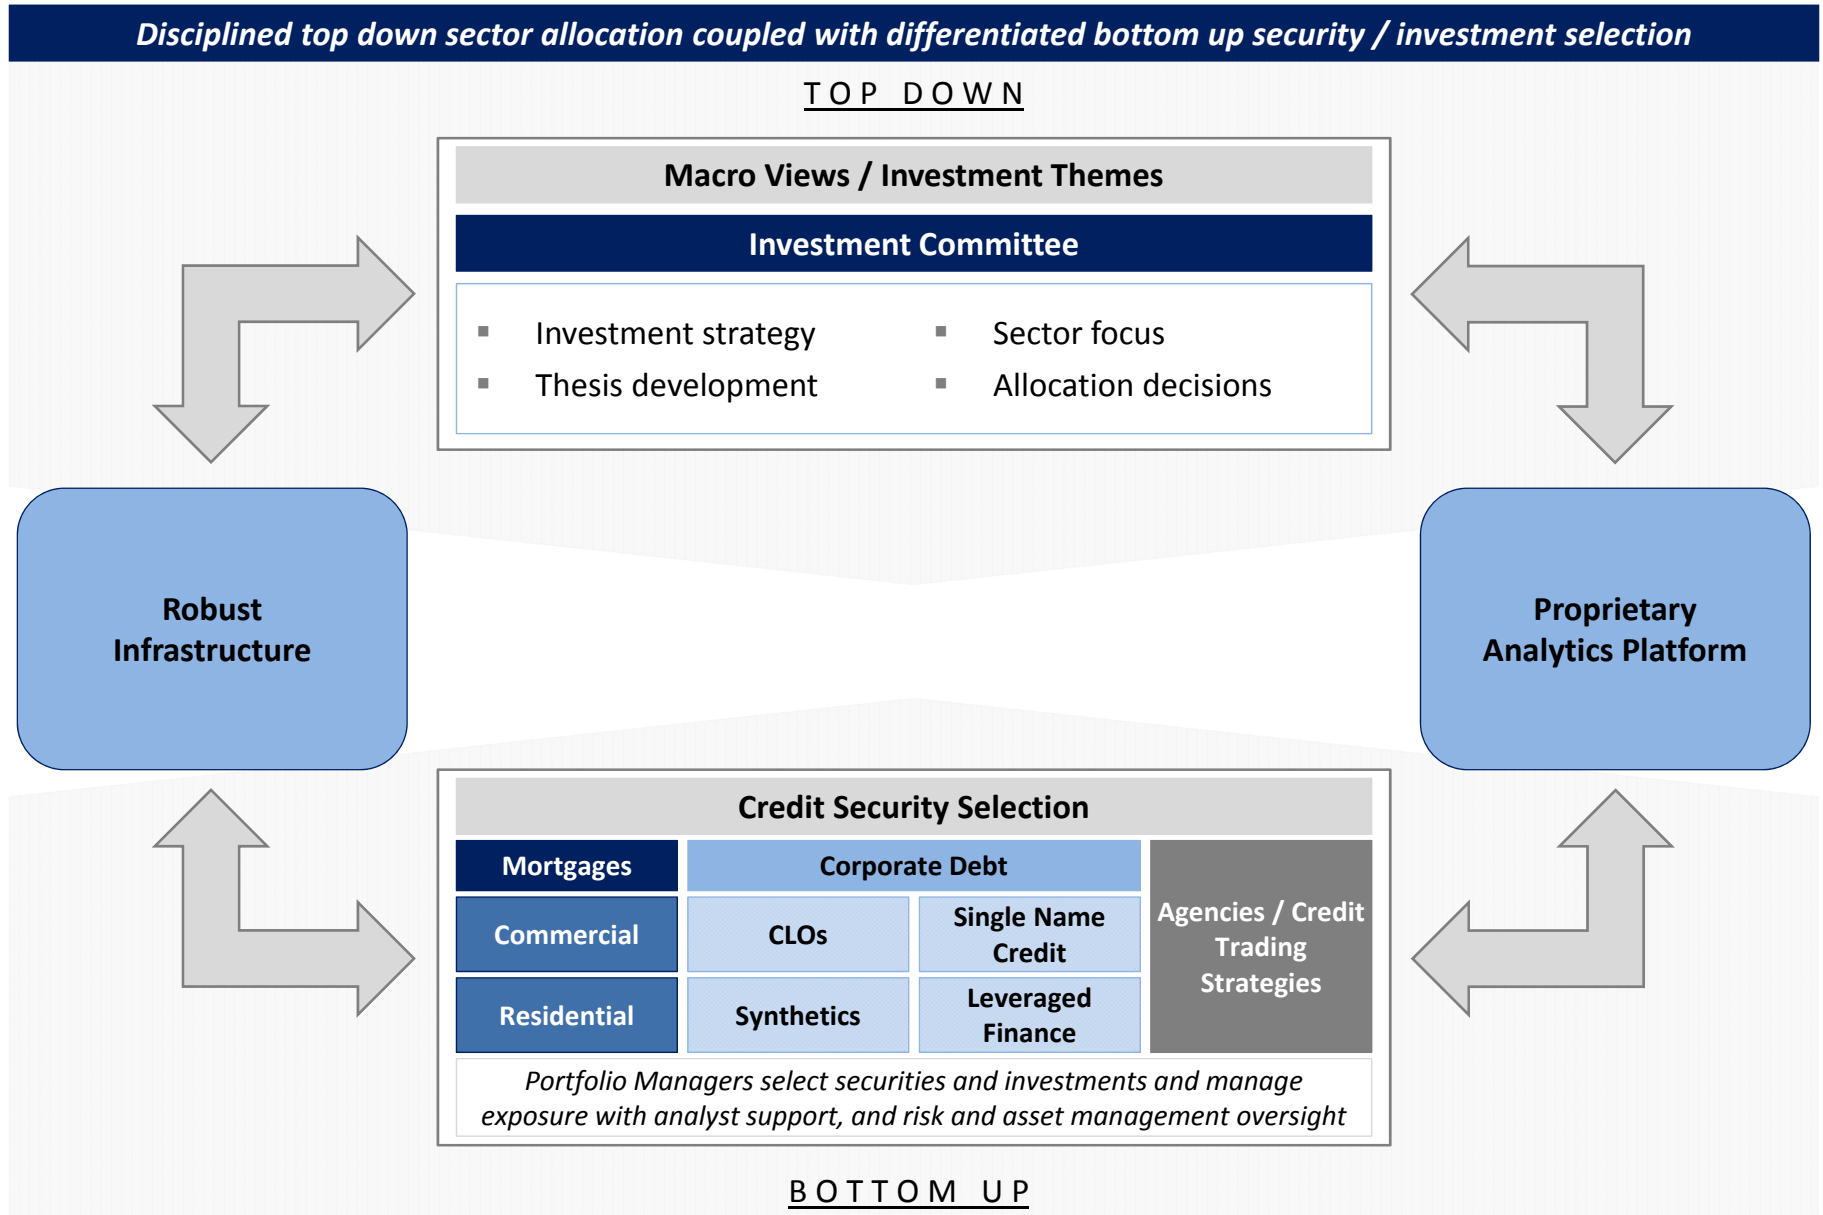 Disciplined top down sector allocation coupled with differentiated bottom up security / investment selection
TOP DOWN
Macro Views / Investment Themes
Investment Committee
▪ Investment strategy
▪ Thesis development
▪ Sector focus
▪ Allocation decisions
Robust
Infrastructure
Proprietary
Analytics Platform
Credit Security Selection
Mortgages
Commercial
Residential
Corporate Debt
CLOs
Single Name
Credit
Synthetics
Leveraged
Finance
Agencies / Credit
Trading
Strategies
Portfolio Managers select securities and investments and manage
exposure with analyst support, and risk and asset management oversight
BOTTOM UP